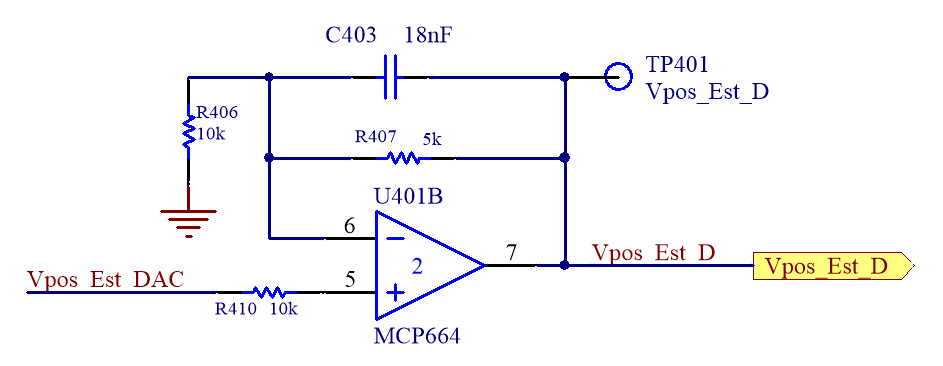 C403 18nF
TP401
Vpos_Est_D
R406
10k
R407 5k
U401B
6
7
2
5
Vpos_Est_D
Vpos_Est_D
Vpos_Est_DAC
R410 10k
MCP664